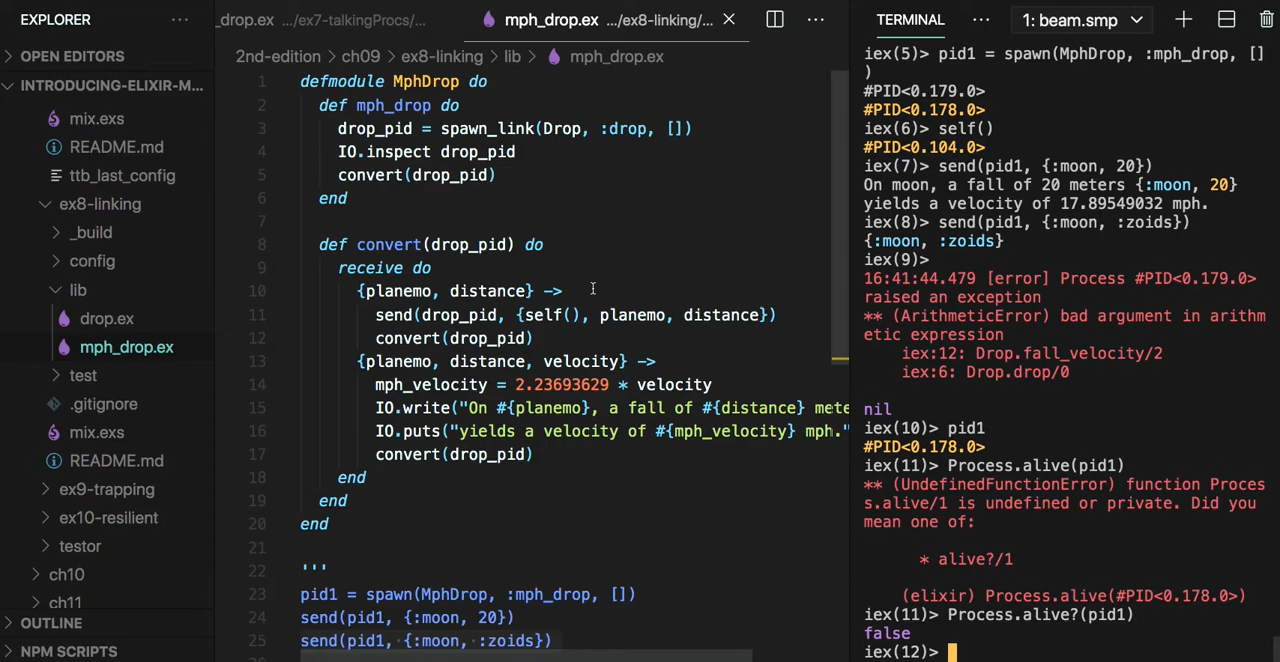 EXPLORER
...
OPEN EDITORS
INTRODUCING-ELIXIR-M...
mix.exs
README.md
ttb_last_config
ex8-linking
_build
config
lib
drop.ex
mph_drop.ex
test
.gitignore
mix.exs
README.md
ex9-trapping
ex10-resilient
testor
ch10
ch11
OUTLINE
NPM SCRIPTS
_drop.ex .../ex7-talkingProcs/...
mph_drop.ex .../ex8-linking/...
2nd-edition > ch09 > ex8-linking > lib > mph_drop.ex
1 defmodule MphDrop do
2 def mph_drop do
3 drop_pid = spawn_link(Drop, :drop, [])
4 IO.inspect drop_pid
5 convert(drop_pid)
6 end
7
8 def convert(drop_pid) do
9 receive do
10 {planemo, distance} ->
11 send(drop_pid, {self(), planemo, distance})
12 convert(drop_pid)
13 {planemo, distance, velocity} ->
14 mph_velocity = 2.23693629 * velocity
15 IO.write("On #{planemo}, a fall of #{distance} mete
16 IO.puts("yields a velocity of #{mph_velocity} mph."
17 convert(drop_pid)
18 end
19 end
20 end
21
22 '''
23 pid1 = spawn(MphDrop, :mph_drop, [])
24 send(pid1, {:moon, 20})
25 send(pid1, {:moon, :zoids})
TERMINAL
...
1: beam.smp
iex(5)> pid1 = spawn(MphDrop, :mph_drop, []
)
#PID<0.179.0>
#PID<0.178.0>
iex(6)> self()
#PID<0.104.0>
iex(7)> send(pid1, {:moon, 20})
On moon, a fall of 20 meters {:moon, 20}
yields a velocity of 17.89549032 mph.
iex(8)> send(pid1, {:moon, :zoids})
{:moon, :zoids}
iex(9)>
16:41:44.479 [error] Process #PID<0.179.0>
raised an exception
** (ArithmeticError) bad argument in arithm
etic expression
iex:12: Drop.fall_velocity/2
iex:6: Drop.drop/0
nil
iex(10)> pid1
#PID<0.178.0>
iex(11)> Process.alive(pid1)
** (UndefinedFunctionError) function Proces
s.alive/1 is undefined or private. Did you
mean one of:
* alive?/1
(elixir) Process.alive(#PID<0.178.0>)
iex(11)> Process.alive?(pid1)
false
iex(12)>